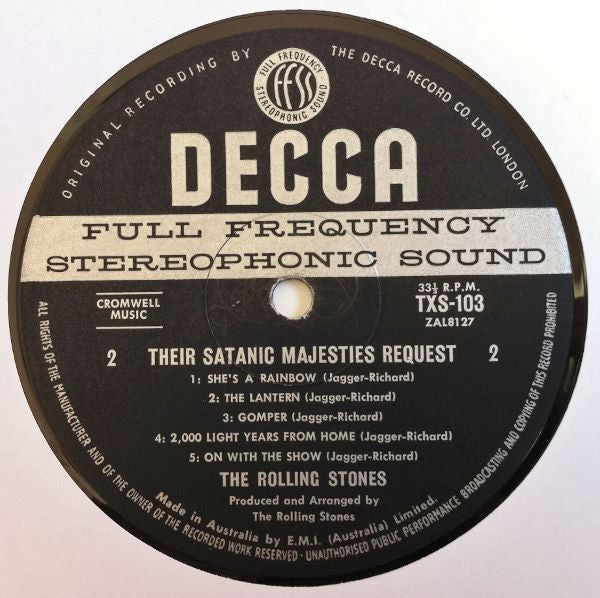 ORIGINAL RECORDING BY THE DECCA RECORD CO. LTD. LONDON
FULL FREQUENCY
FFSS
STEREOPHONIC SOUND
DECCA
FULL FREQUENCY
STEREOPHONIC SOUND
CROMWELL
MUSIC
33⅓ R.P.M.
TXS-103
ZAL8127
2 THEIR SATANIC MAJESTIES REQUEST 2
1: SHE'S A RAINBOW (Jagger-Richard)
2: THE LANTERN (Jagger-Richard)
3: GOMPER (Jagger-Richard)
4: 2,000 LIGHT YEARS FROM HOME (Jagger-Richard)
5: ON WITH THE SHOW (Jagger-Richard)
THE ROLLING STONES
Produced and Arranged by
The Rolling Stones
Made in Australia by E.M.I. (Australia) Limited.
ALL RIGHTS OF THE MANUFACTURER AND OF THE OWNER OF THE RECORDED WORK RESERVED · UNAUTHORISED PUBLIC PERFORMANCE BROADCASTING AND COPYING OF THIS RECORD PROHIBITED